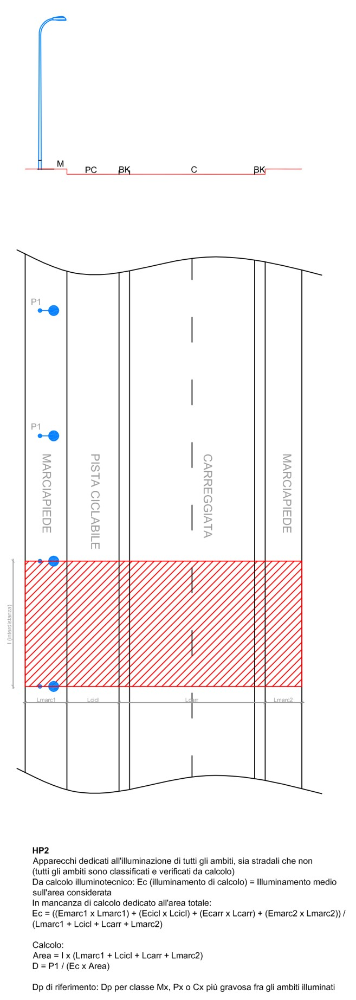 M
PC
BK
C
BK
P1
P1
MARCIAPIEDE
PISTA CICLABILE
CARREGGIATA
MARCIAPIEDE
I (interdistanza)
Lmarc1
Lcicl
Lcarr
Lmarc2
HP2
Apparecchi dedicati all'illuminazione di tutti gli ambiti, sia stradali che non
(tutti gli ambiti sono classificati e verificati da calcolo)
Da calcolo illuminotecnico: Ec (illuminamento di calcolo) = Illuminamento medio
sull'area considerata
In mancanza di calcolo dedicato all'area totale:
Ec = ((Emarc1 x Lmarc1) + (Ecicl x Lcicl) + (Ecarr x Lcarr) + (Emarc2 x Lmarc2)) /
(Lmarc1 + Lcicl + Lcarr + Lmarc2)
Calcolo:
Area = I x (Lmarc1 + Lcicl + Lcarr + Lmarc2)
D = P1 / (Ec x Area)
Dp di riferimento: Dp per classe Mx, Px o Cx più gravosa fra gli ambiti illuminati